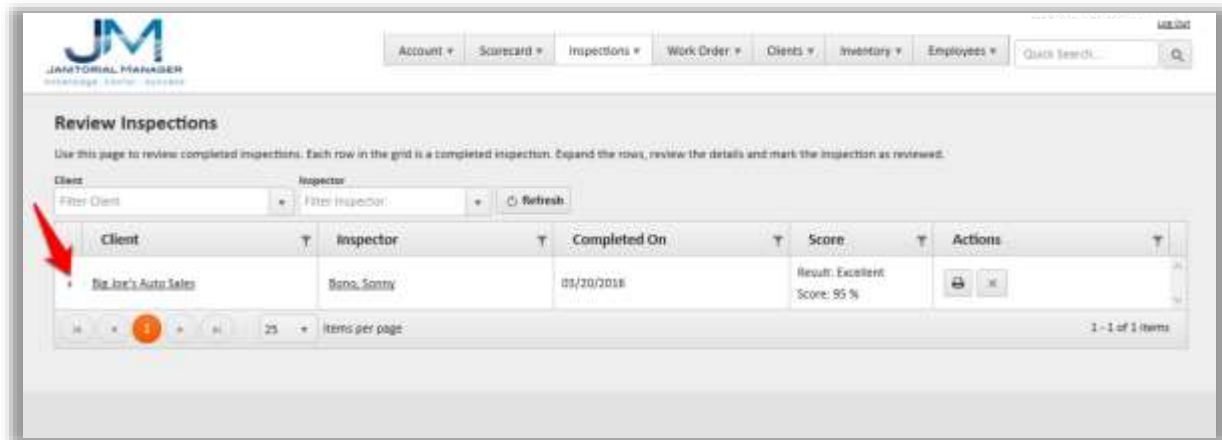 Log Out
JM
JANITORIAL MANAGER
Account Scorecard Inspections Work Order Clients Inventory Employees Quick Search...
Review Inspections
Use this page to review completed inspections. Each row in the grid is a completed inspection. Expand the rows, review the details and mark the inspection as reviewed.
Client Inspector
Filter Client Filter Inspector Refresh
Client Inspector Completed On Score Actions
Big Joe's Auto Sales Bono, Sonny 03/20/2016 Result: Excellent
Score: 95 %
1 25 items per page 1 - 1 of 1 items